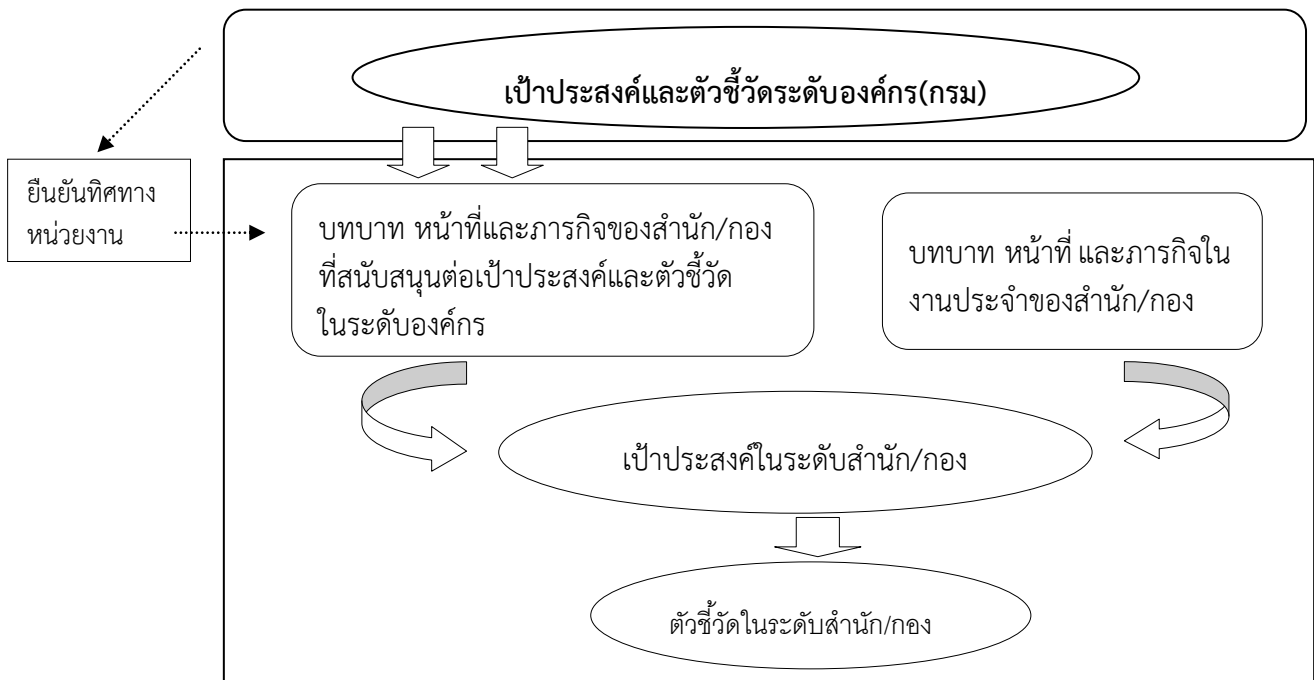 เป้าประสงค์และตัวชี้วัดระดับองค์กร(กรม)
ยืนยันทิศทาง
หน่วยงาน
บทบาท หน้าที่และภารกิจของสำนัก/กอง
ที่สนับสนุนต่อเป้าประสงค์และตัวชี้วัด
ในระดับองค์กร
บทบาท หน้าที่ และภารกิจใน
งานประจำของสำนัก/กอง
เป้าประสงค์ในระดับสำนัก/กอง
ตัวชี้วัดในระดับสำนัก/กอง